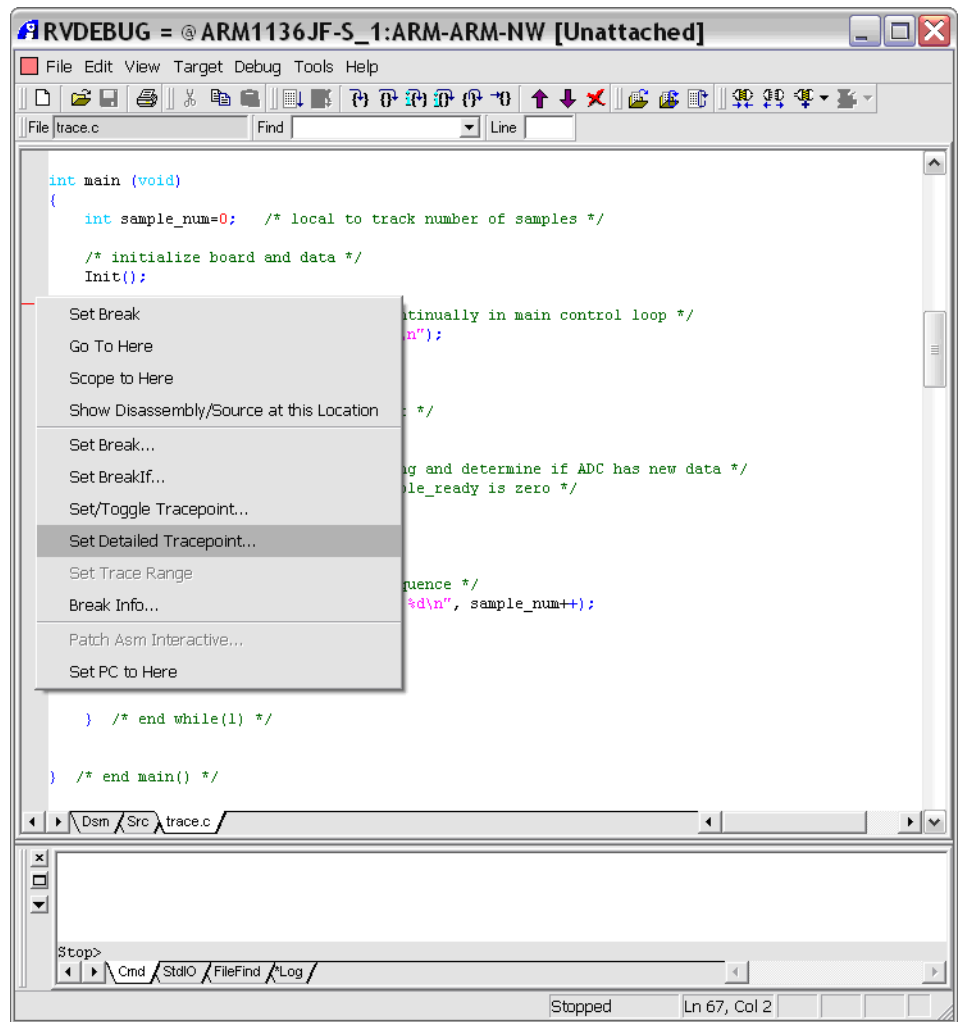 RVDEBUG = @ARM1136JF-S_1:ARM-ARM-NW [Unattached]
File Edit View Target Debug Tools Help
File trace.c Find Line
int main (void)
{
int sample_num=0; /* local to track number of samples */
/* initialize board and data */
Init();
Set Break
ntinually in main control loop */
n");
Go To Here
Scope to Here
Show Disassembly/Source at this Location
*/
Set Break...
Set BreakIf...
ng and determine if ADC has new data */
ple_ready is zero */
Set/Toggle Tracepoint...
Set Detailed Tracepoint...
Set Trace Range
quence */
Break Info...
%d\n", sample_num++);
Patch Asm Interactive...
Set PC to Here
} /* end while(1) */
} /* end main() */
Dsm Src trace.c
Stop>
Cmd StdIO FileFind *Log
Stopped Ln 67, Col 2